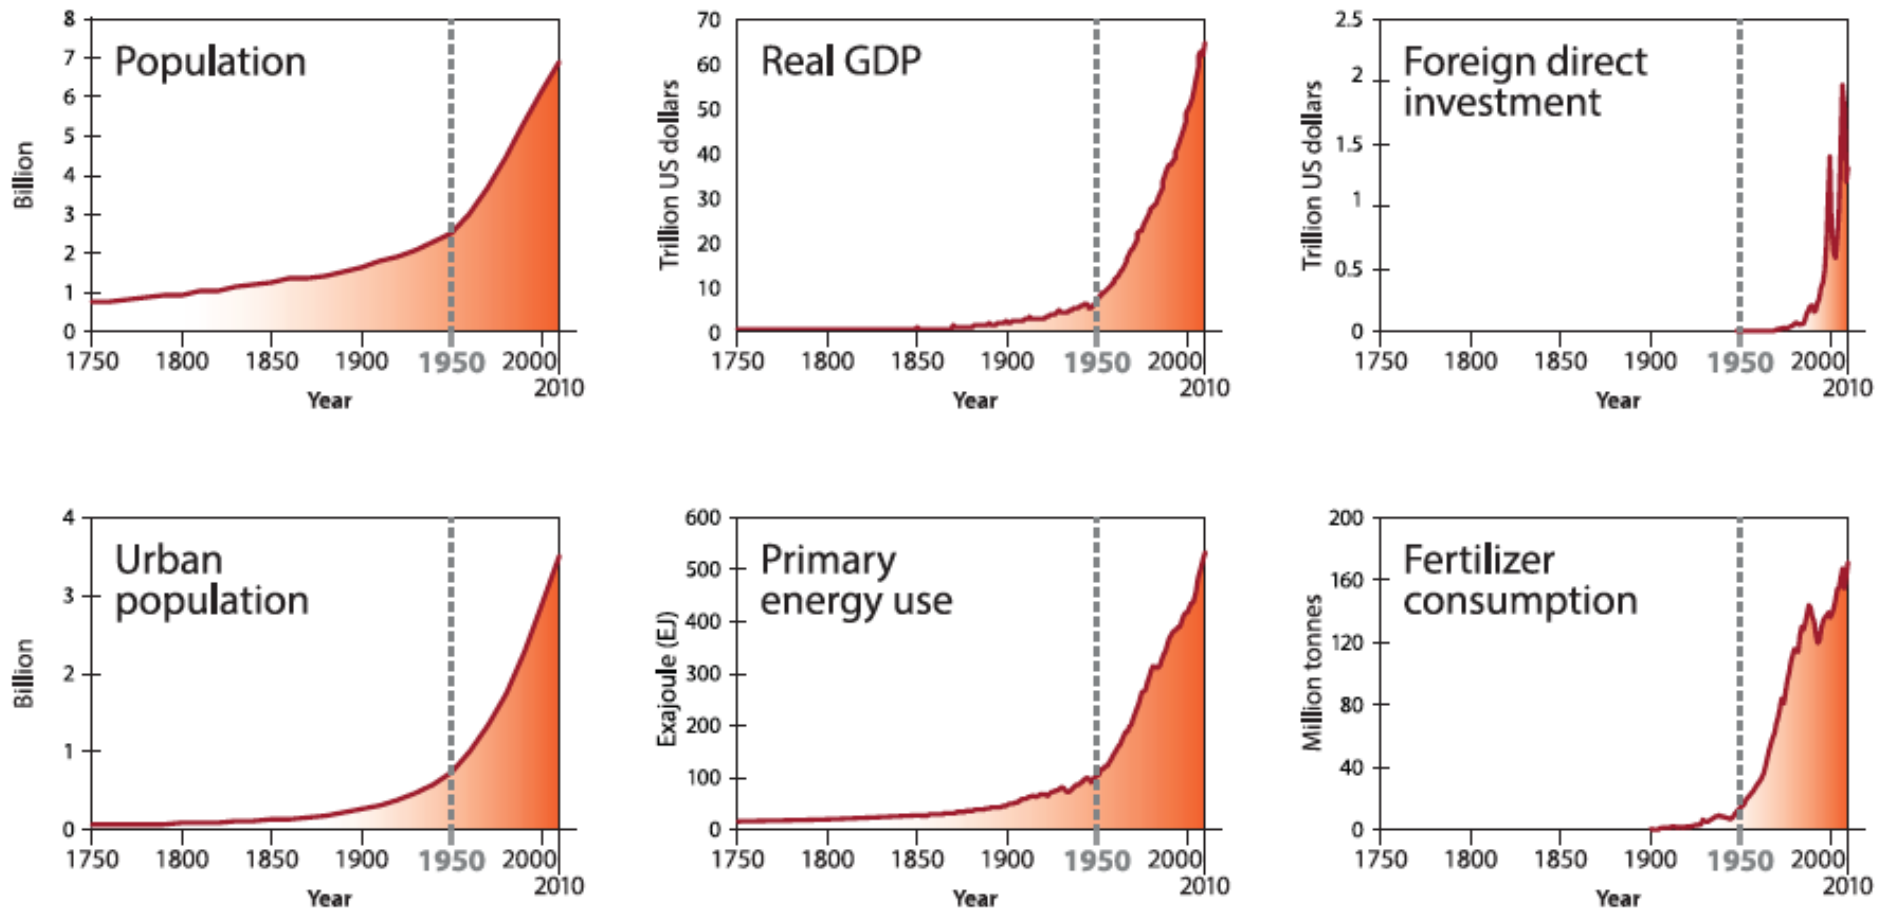 Population
Billion
8
7
6
5
4
3
2
1
0
1750 1800 1850 1900 1950 2000
2010
Year
Real GDP
Trillion US dollars
70
60
50
40
30
20
10
0
1750 1800 1850 1900 1950 2000
2010
Year
Foreign direct
investment
Trillion US dollars
2.5
2
1.5
1
0.5
0
1750 1800 1850 1900 1950 2000
2010
Year
Urban
population
Billion
4
3
2
1
0
1750 1800 1850 1900 1950 2000
2010
Year
Primary
energy use
Exajoule (EJ)
600
500
400
300
200
100
0
1750 1800 1850 1900 1950 2000
2010
Year
Fertilizer
consumption
Million tonnes
200
160
120
80
40
0
1750 1800 1850 1900 1950 2000
2010
Year